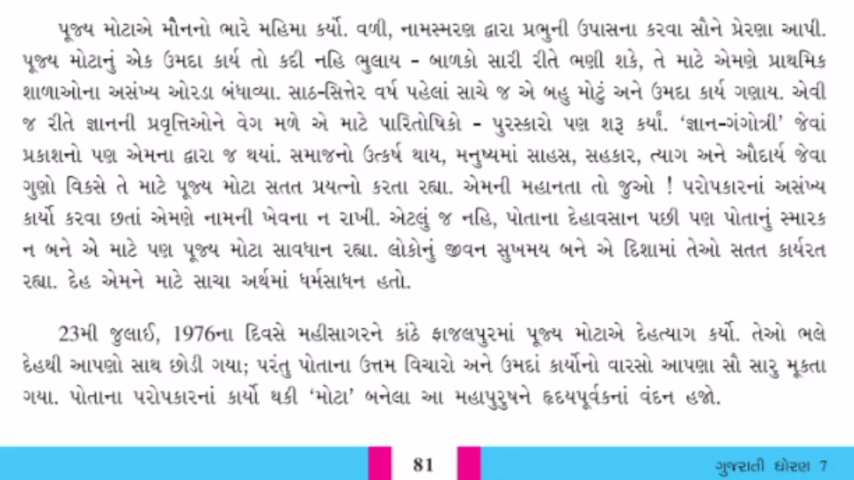 પૂજ્ય મોટાએ મૌનનો ભારે મહિમા કર્યો. વળી, નામસ્મરણ દ્વારા પ્રભુની ઉપાસના કરવા સૌને પ્રેરણા આપી.
પૂજ્ય મોટાનું એક ઉમદા કાર્ય તો કદી નહિ ભુલાય - બાળકો સારી રીતે ભણી શકે, તે માટે એમણે પ્રાથમિક
શાળાઓના અસંખ્ય ઓરડા બંધાવ્યા. સાઠ-સિત્તેર વર્ષ પહેલાં સાચે જ એ બહુ મોટું અને ઉમદા કાર્ય ગણાય. એવી
જ રીતે જ્ઞાનની પ્રવૃત્તિઓને વેગ મળે એ માટે પારિતોષિકો - પુરસ્કારો પણ શરૂ કર્યાં. ‘જ્ઞાન-ગંગોત્રી’ જેવાં
પ્રકાશનો પણ એમના દ્વારા જ થયાં. સમાજનો ઉત્કર્ષ થાય, મનુષ્યમાં સાહસ, સહકાર, ત્યાગ અને ઔદાર્ય જેવા
ગુણો વિકસે તે માટે પૂજ્ય મોટા સતત પ્રયત્નો કરતા રહ્યા. એમની મહાનતા તો જુઓ ! પરોપકારનાં અસંખ્ય
કાર્યો કરવા છતાં એમણે નામની ખેવના ન રાખી. એટલું જ નહિ, પોતાના દેહાવસાન પછી પણ પોતાનું સ્મારક
ન બને એ માટે પણ પૂજ્ય મોટા સાવધાન રહ્યા. લોકોનું જીવન સુખમય બને એ દિશામાં તેઓ સતત કાર્યરત
રહ્યા. દેહ એમને માટે સાચા અર્થમાં ધર્મસાધન હતો.
23મી જુલાઈ, 1976ના દિવસે મહીસાગરને કાંઠે ફાજલપુરમાં પૂજ્ય મોટાએ દેહત્યાગ કર્યો. તેઓ ભલે
દેહથી આપણો સાથ છોડી ગયા; પરંતુ પોતાના ઉત્તમ વિચારો અને ઉમદાં કાર્યોનો વારસો આપણા સૌ સારુ મૂકતા
ગયા. પોતાના પરોપકારનાં કાર્યો થકી ‘મોટા’ બનેલા આ મહાપુરુષને હૃદયપૂર્વકનાં વંદન હજો.
81
ગુજરાતી ધોરણ 7